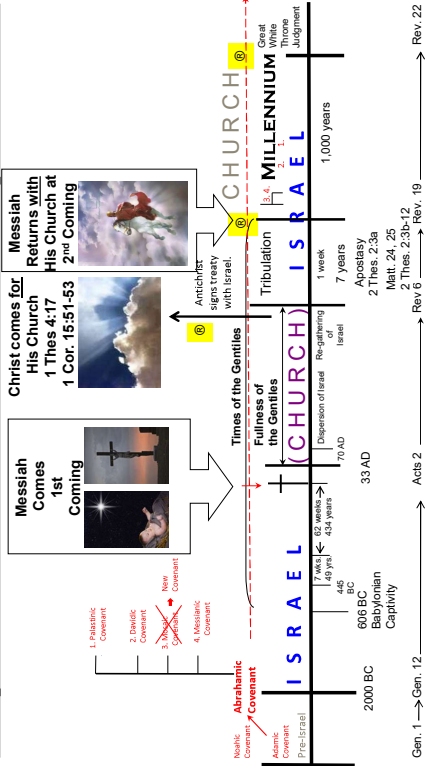 Messiah
Comes
1st
Coming
Christ comes for
His Church
1 Thes 4:17
1 Cor. 15:51-53
Messiah
Returns with
His Church at
2nd Coming
1. Palastinic
Covenant
2. Davidic
Covenant
3. Mosaic
Covenant
New
Covenant
4. Messianic
Covenant
Abrahamic
Covenant
Noahic
Covenant
Adamic
Covenant
Times of the Gentiles
Fullness of
the Gentiles
®
Antichrist
signs treaty
with Israel.
®
CHURCH
®
Great
White
Throne
Judgment
Tribulation
3. 4.
MILLENNIUM
2. 1.
Pre-Israel
ISRAEL
(CHURCH)
ISRAEL
7 wks.
49 yrs.
62 weeks
434 years
Dispersion of Israel
Re-gathering
of
Israel
1 week
7 years
1,000 years
2000 BC
606 BC
Babylonian
Captivity
445
BC
33 AD
70 AD
Apostasy
2 Thes. 2:3a
Matt. 24, 25
2 Thes. 2:3b-12
Gen. 1
Gen. 12
Acts 2
Rev 6
Rev. 19
Rev. 22